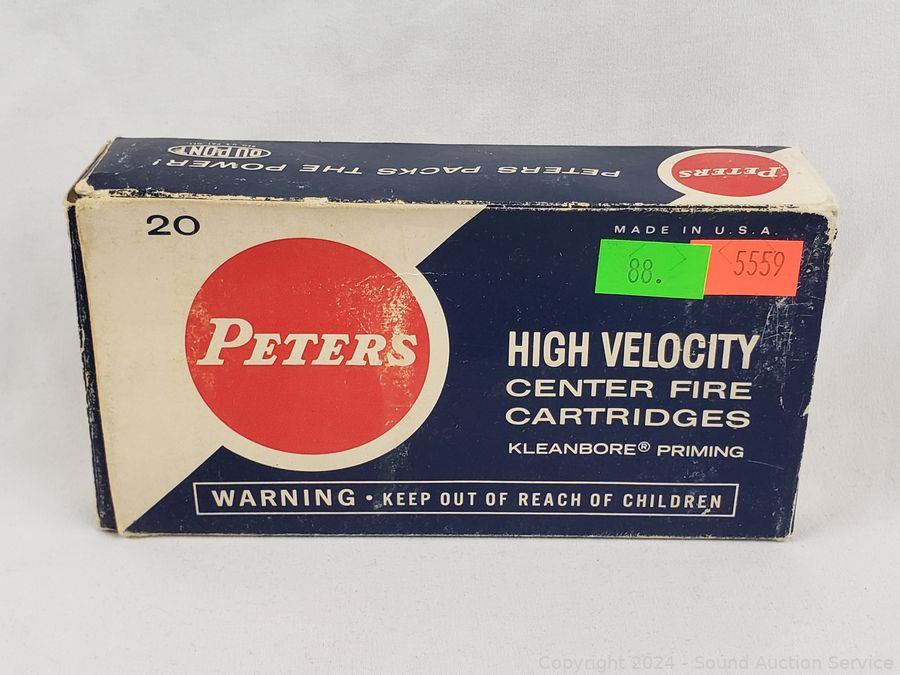 PETERS PACKS THE POWER!
DUPONT
PETERS
20
MADE IN U.S.A.
88.
5559
PETERS
HIGH VELOCITY
CENTER FIRE
CARTRIDGES
KLEANBORE® PRIMING
WARNING • KEEP OUT OF REACH OF CHILDREN
Copyright 2024 - Sound Auction Service